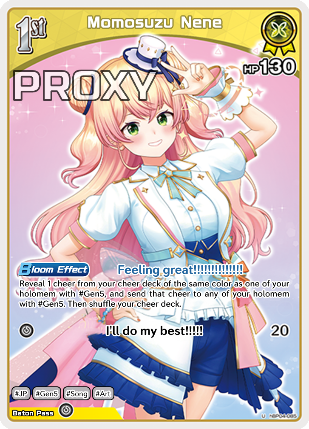 1st
Momosuzu Nene
HP130
PROXY
Bloom Effect
Feeling great!!!!!!!!!!!!!!
Reveal 1 cheer from your cheer deck of the same color as one of your
holomem with #Gen5, and send that cheer to any of your holomem
with #Gen5. Then shuffle your cheer deck.
I'll do my best!!!!!
20
#JP
#Gen5
#Song
#Art
Baton Pass
U